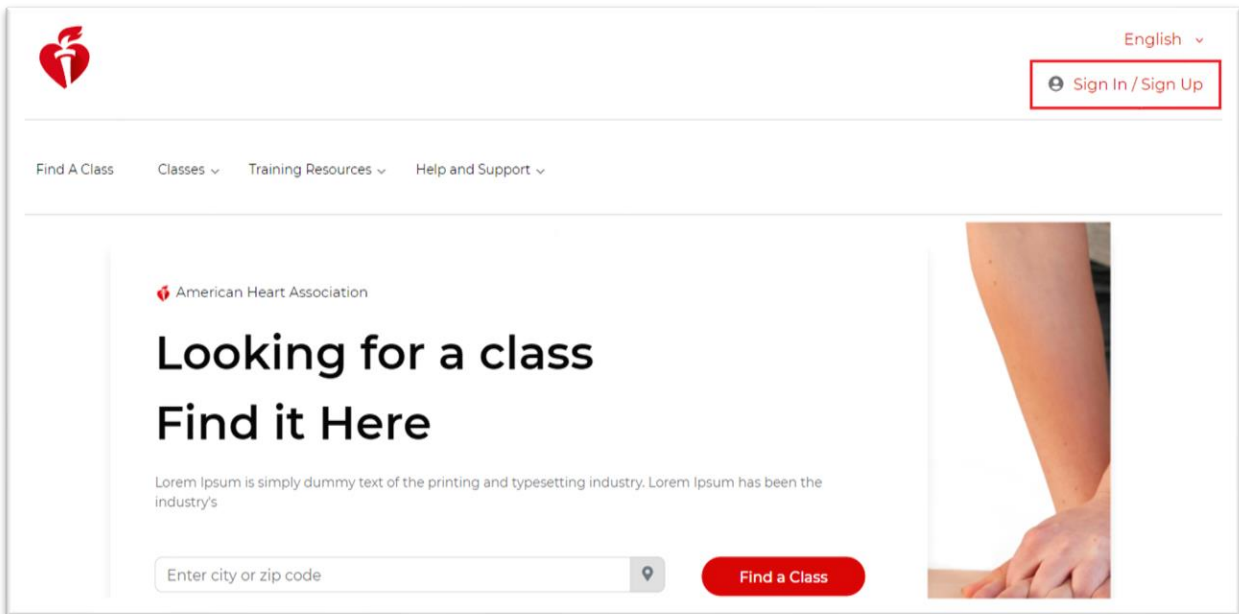 English
Sign In / Sign Up
Find A Class Classes Training Resources Help and Support
American Heart Association
Looking for a class
Find it Here
Lorem Ipsum is simply dummy text of the printing and typesetting industry. Lorem Ipsum has been the
industry's
Enter city or zip code Find a Class